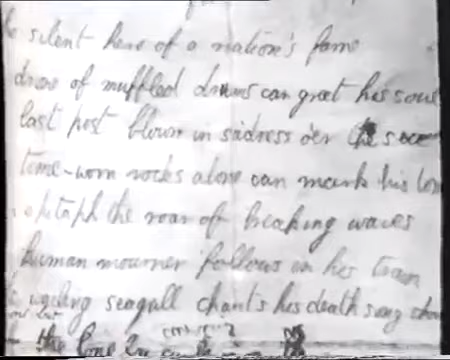 silent hero of a nation's fame
of muffled drums can greet his soul
last post blown in sadness o'er the
time-worn rocks alone can mark his
epitaph the roar of breaking waves
human mourner follows in his train
seagull chants his death song
the